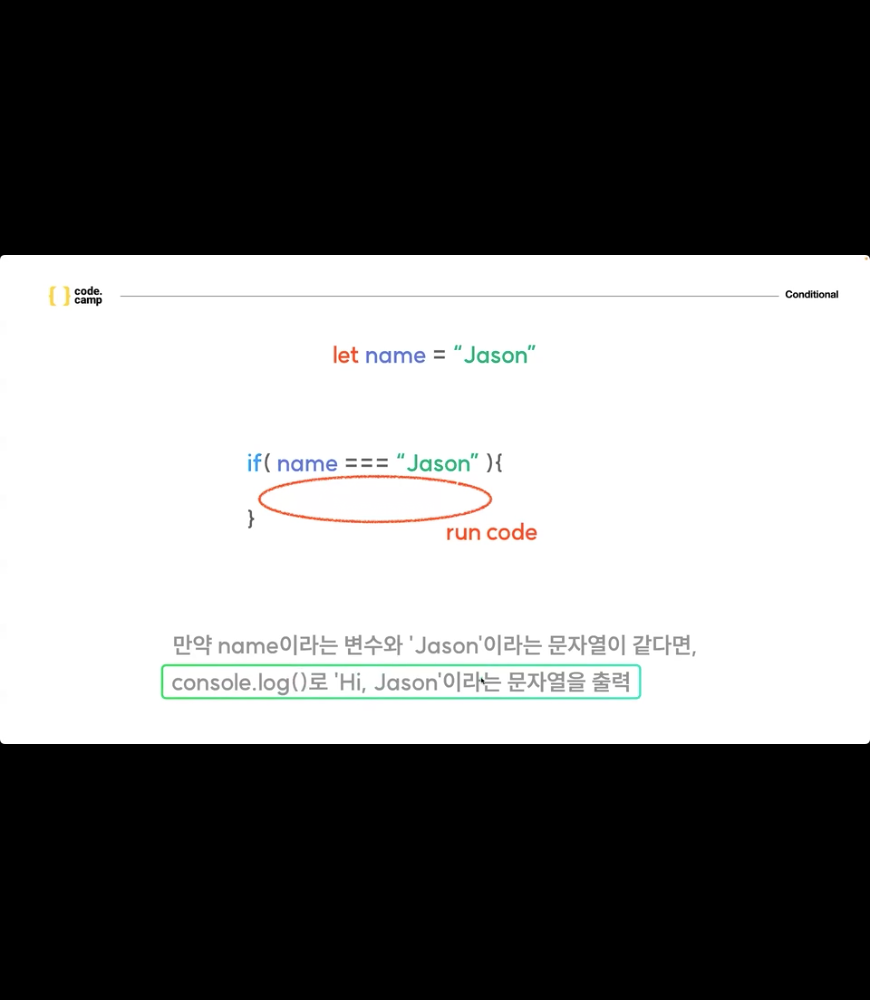 { } code.
camp
Conditional
let name = “Jason”
if( name === “Jason” ){
}
run code
만약 name이라는 변수와 'Jason'이라는 문자열이 같다면,
console.log()로 'Hi, Jason'이라는 문자열을 출력